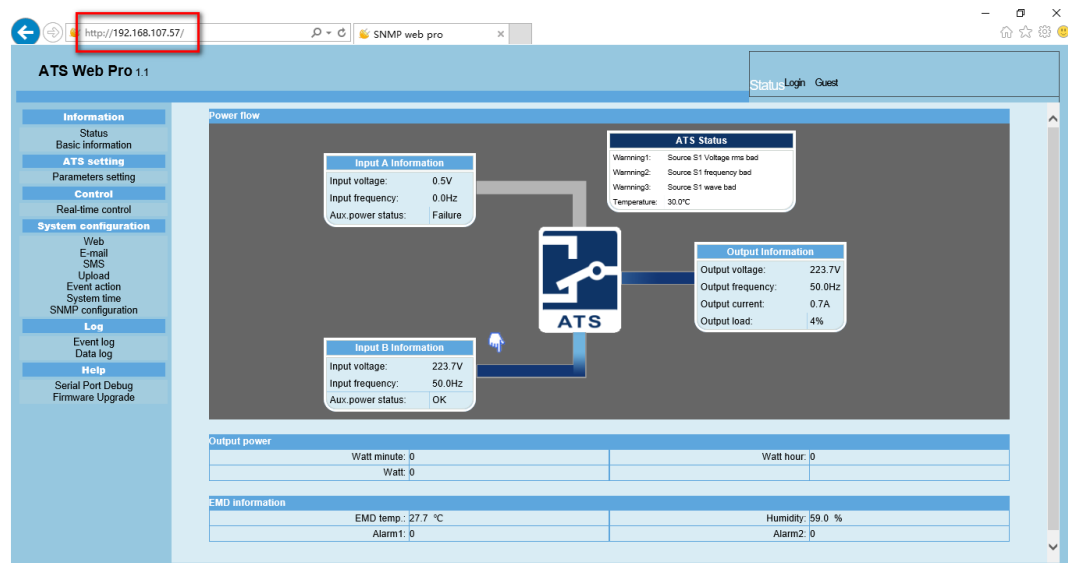 http://192.168.107.57/
SNMP web pro
ATS Web Pro 1.1
Status Login Guest
Information
Status
Basic information
ATS setting
Parameters setting
Control
Real-time control
System configuration
Web
E-mail
SMS
Upload
Event action
System time
SNMP configuration
Log
Event log
Data log
Help
Serial Port Debug
Firmware Upgrade
Power flow
ATS Status
Warnning1: Source S1 Voltage rms bad
Warnning2: Source S1 frequency bad
Warnning3: Source S1 wave bad
Temperature: 30.0°C
Input A Information
Input voltage: 0.5V
Input frequency: 0.0Hz
Aux.power status: Failure
ATS
Output Information
Output voltage: 223.7V
Output frequency: 50.0Hz
Output current: 0.7A
Output load: 4%
Input B Information
Input voltage: 223.7V
Input frequency: 50.0Hz
Aux.power status: OK
Output power
Watt minute: 0 Watt hour: 0
Watt: 0
EMD information
EMD temp.: 27.7 °C Humidity: 59.0 %
Alarm1: 0 Alarm2: 0